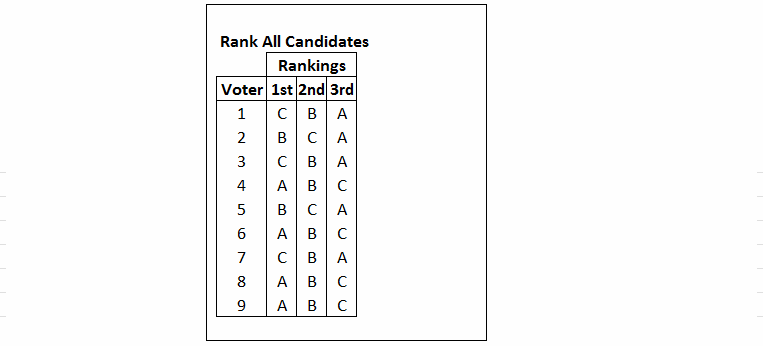 Rank All Candidates
Rankings
Voter 1st 2nd 3rd
1 C B A
2 B C A
3 C B A
4 A B C
5 B C A
6 A B C
7 C B A
8 A B C
9 A B C